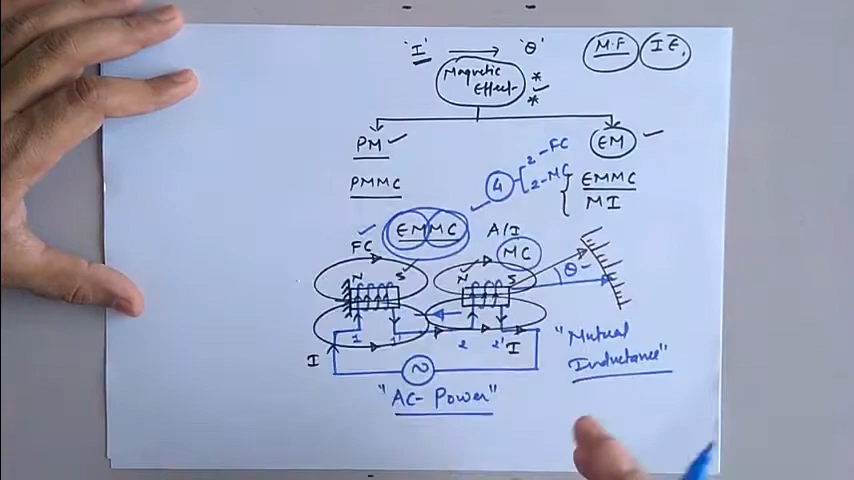 'I' → 'θ'
M.F
I E,
Magnetic
Effect
PM
EM
PMMC
4
2-FC
2-MC
EMMC
MI
EMMC
A/I
FC
MC
N S
N S
θ
1 1'
2 2'
I
I
"Mutual
Inductance"
"AC- Power"